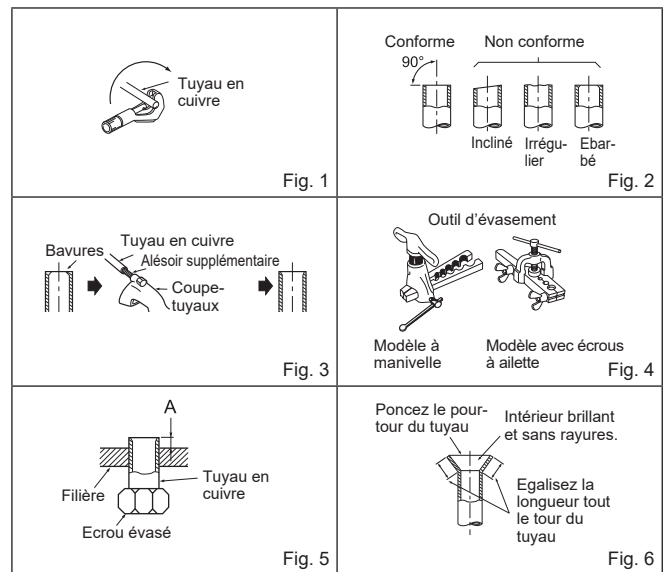 Tuyau en
cuivre
Fig. 1
Conforme
Non conforme
90°
Incliné
Irrégu-
lier
Ebar-
bé
Fig. 2
Bavures
Tuyau en cuivre
Alésoir supplémentaire
Coupe-
tuyaux
Fig. 3
Outil d'évasement
Modèle à
manivelle
Modèle avec écrous
à ailette
Fig. 4
A
Filière
Tuyau en
cuivre
Ecrou évasé
Fig. 5
Poncez le pour-
tour du tuyau
Intérieur brillant
et sans rayures.
Egalisez la
longueur tout
le tour du
tuyau
Fig. 6